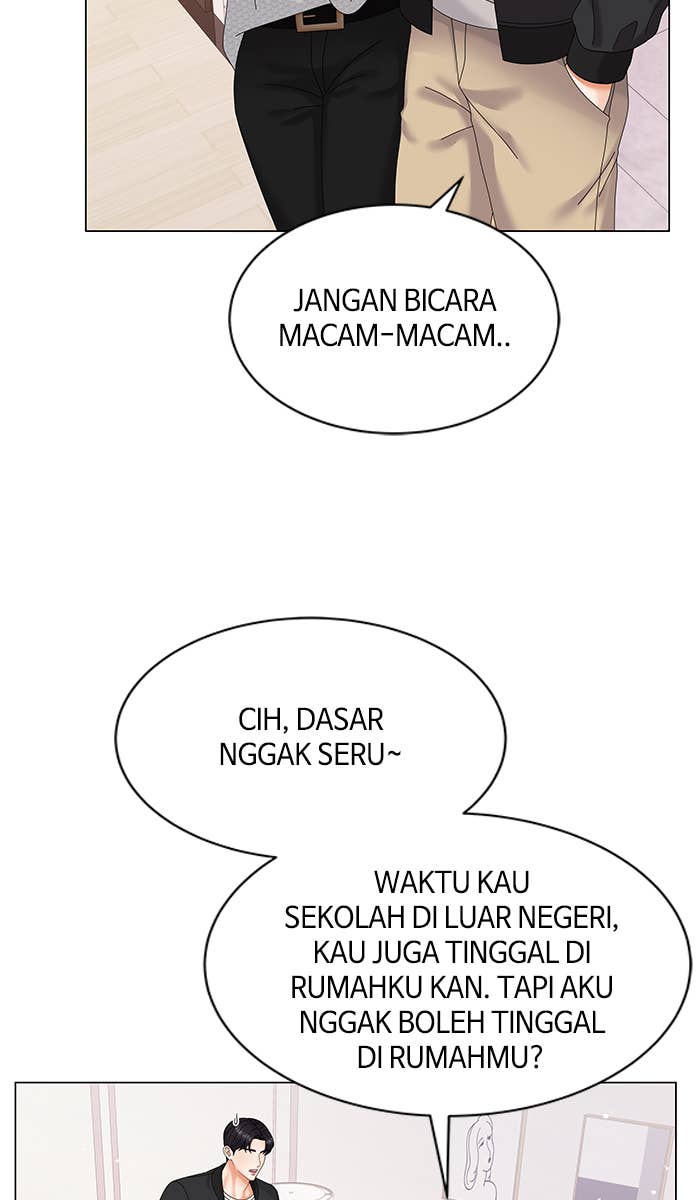 JANGAN BICARA
MACAM-MACAM..
CIH, DASAR
NGGAK SERU~
WAKTU KAU
SEKOLAH DI LUAR NEGERI,
KAU JUGA TINGGAL DI
RUMAHKU KAN. TAPI AKU
NGGAK BOLEH TINGGAL
DI RUMAHMU?